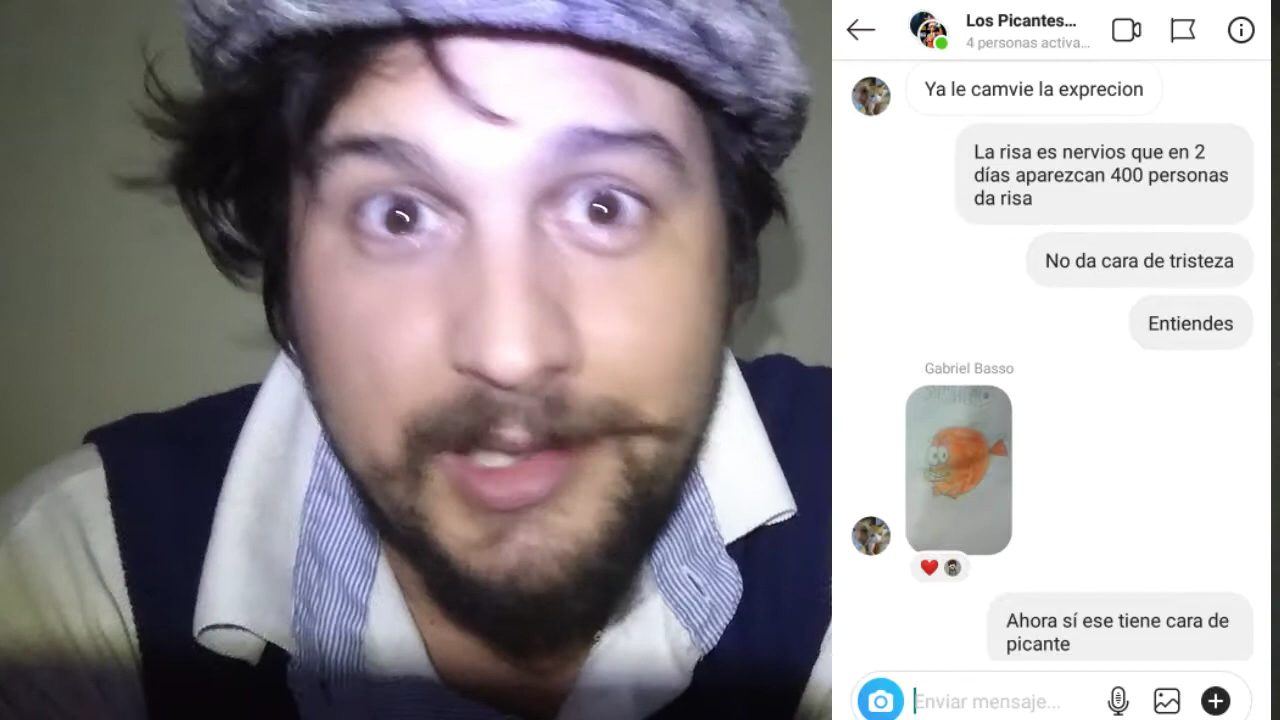 Los Picantes...
4 personas activa...
Ya le camvie la exprecion
La risa es nervios que en 2
días aparezcan 400 personas
da risa
No da cara de tristeza
Entiendes
Gabriel Basso
Ahora sí ese tiene cara de
picante
Enviar mensaje...